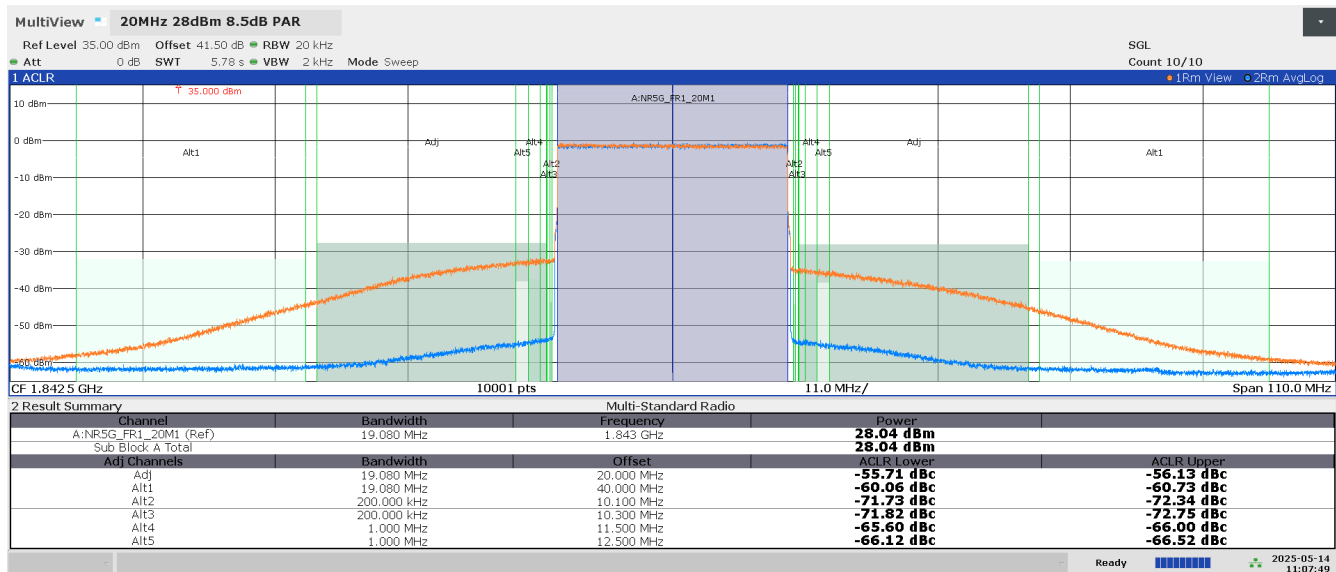 MultiView 20MHz 28dBm 8.5dB PAR
Ref Level 35.00 dBm Offset 41.50 dB RBW 20 kHz SGL
Att 0 dB SWT 5.78 s VBW 2 kHz Mode Sweep Count 10/10
1 ACLR 1Rm View 2Rm AvgLog
35.000 dBm
A:NR5G_FR1_20M1
10 dBm
0 dBm
Alt1 Adj Alt5 Alt4 Alt2 Alt3 Alt2 Alt3 Alt4 Alt5 Adj Alt1
-10 dBm
-20 dBm
-30 dBm
-40 dBm
-50 dBm
-60 dBm
CF 1.8425 GHz 10001 pts 11.0 MHz/ Span 110.0 MHz
2 Result Summary Multi-Standard Radio
Channel Bandwidth Frequency Power
A:NR5G_FR1_20M1 (Ref) 19.080 MHz 1.843 GHz 28.04 dBm
Sub Block A Total 28.04 dBm
Adj Channels Bandwidth Offset ACLR Lower ACLR Upper
Adj 19.080 MHz 20.000 MHz -55.71 dBc -56.13 dBc
Alt1 19.080 MHz 40.000 MHz -60.06 dBc -60.73 dBc
Alt2 200.000 kHz 10.100 MHz -71.73 dBc -72.34 dBc
Alt3 200.000 kHz 10.300 MHz -71.82 dBc -72.75 dBc
Alt4 1.000 MHz 11.500 MHz -65.60 dBc -66.00 dBc
Alt5 1.000 MHz 12.500 MHz -66.12 dBc -66.52 dBc
Ready 2025-05-14
11:07:49